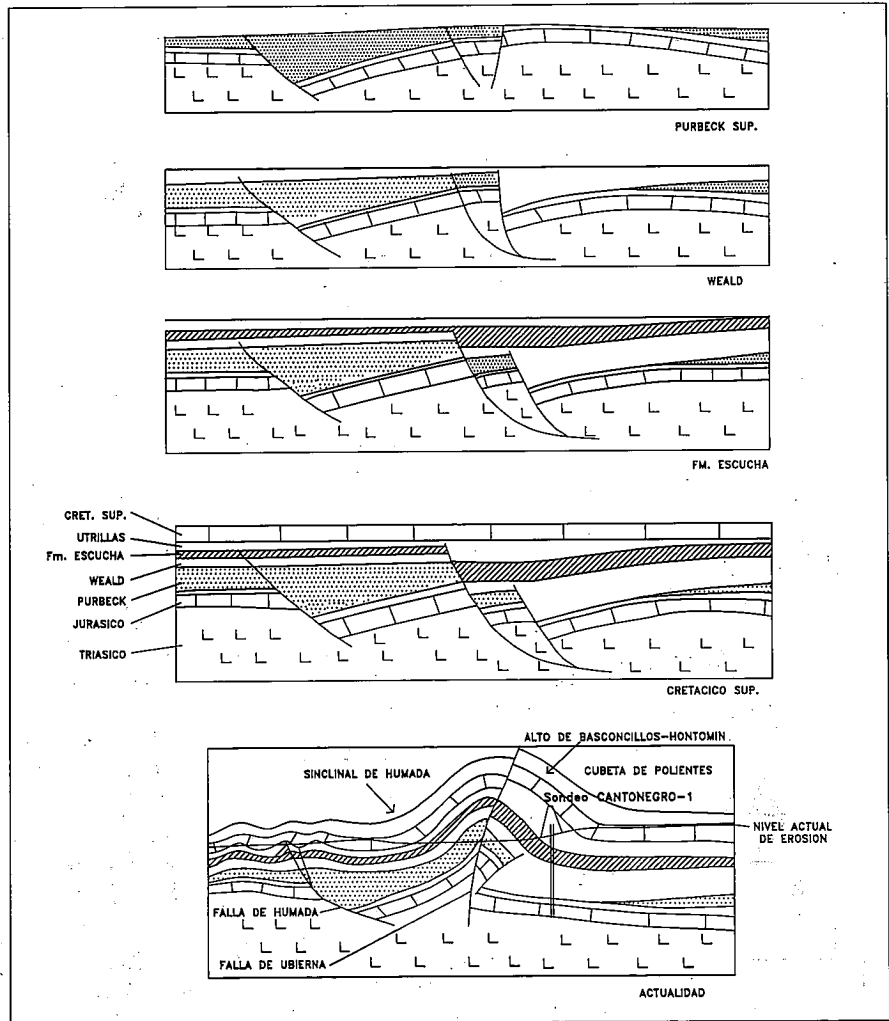 PURBECK SUP.
WEALD
FM. ESCUCHA
CRET. SUP.
UTRILLAS
Fm. ESCUCHA
WEALD
PURBECK
JURASICO
TRIASICO
CRETACICO SUP.
ALTO DE BASCONCILLOS-HONTOMIN
SINCLINAL DE HUMADA
CUBETA DE POLIENTES
Sondeo CANTONEGRO-1
NIVEL ACTUAL
DE EROSION
FALLA DE HUMADA
FALLA DE UBIERNA
ACTUALIDAD